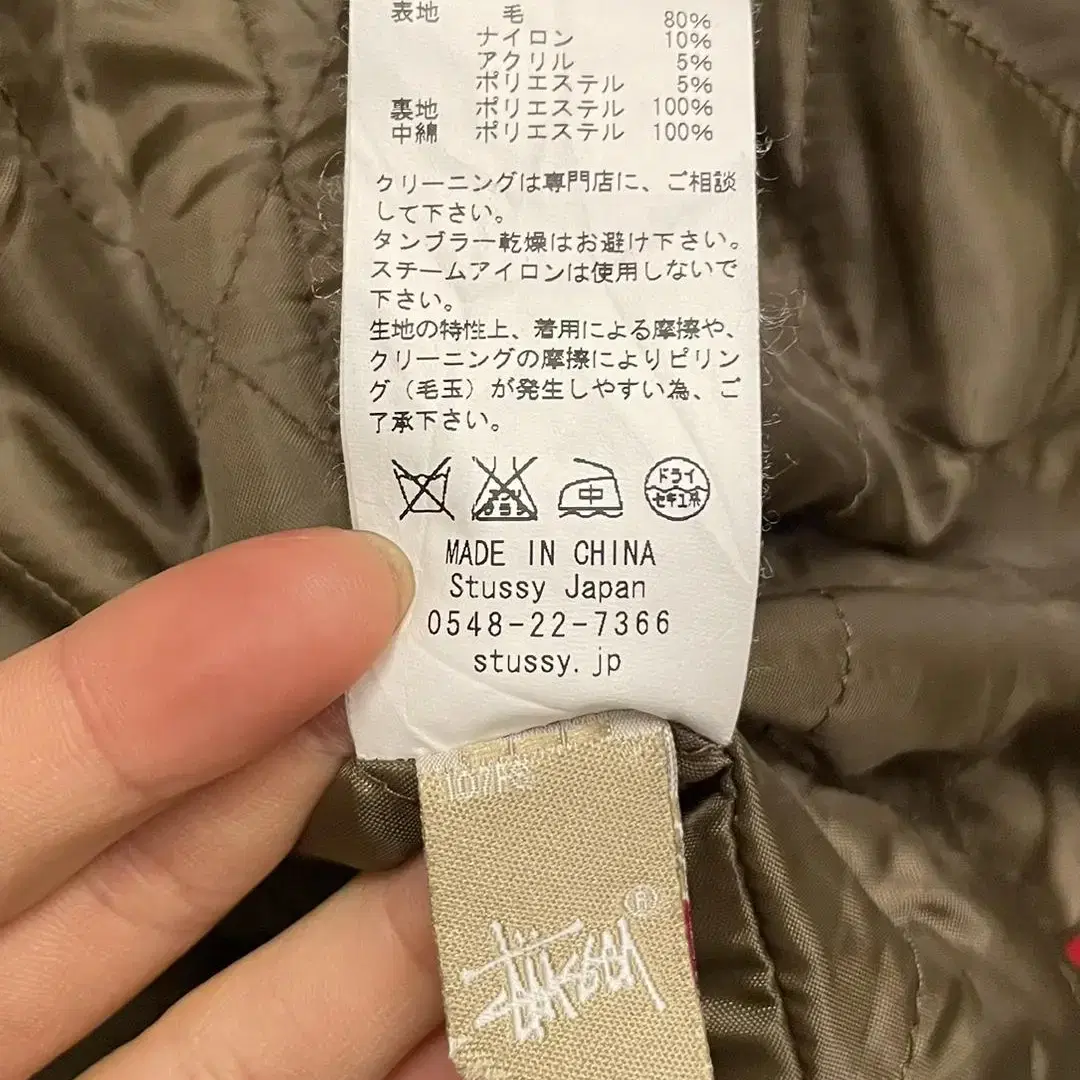 表地 毛 80%
ナイロン 10%
アクリル 5%
ポリエステル 5%
裏地 ポリエステル 100%
中綿 ポリエステル 100%
クリーニングは専門店に、ご相談
して下さい。
タンブラー乾燥はお避け下さい。
スチームアイロンは使用しないで
下さい。
生地の特性上、着用による摩擦や、
クリーニングの摩擦によりピリン
グ（毛玉）が発生しやすい為、ご
了承下さい。
中 ドライ
セキユ系
MADE IN CHINA
Stussy Japan
0548-22-7366
stussy.jp
Stüssy ®